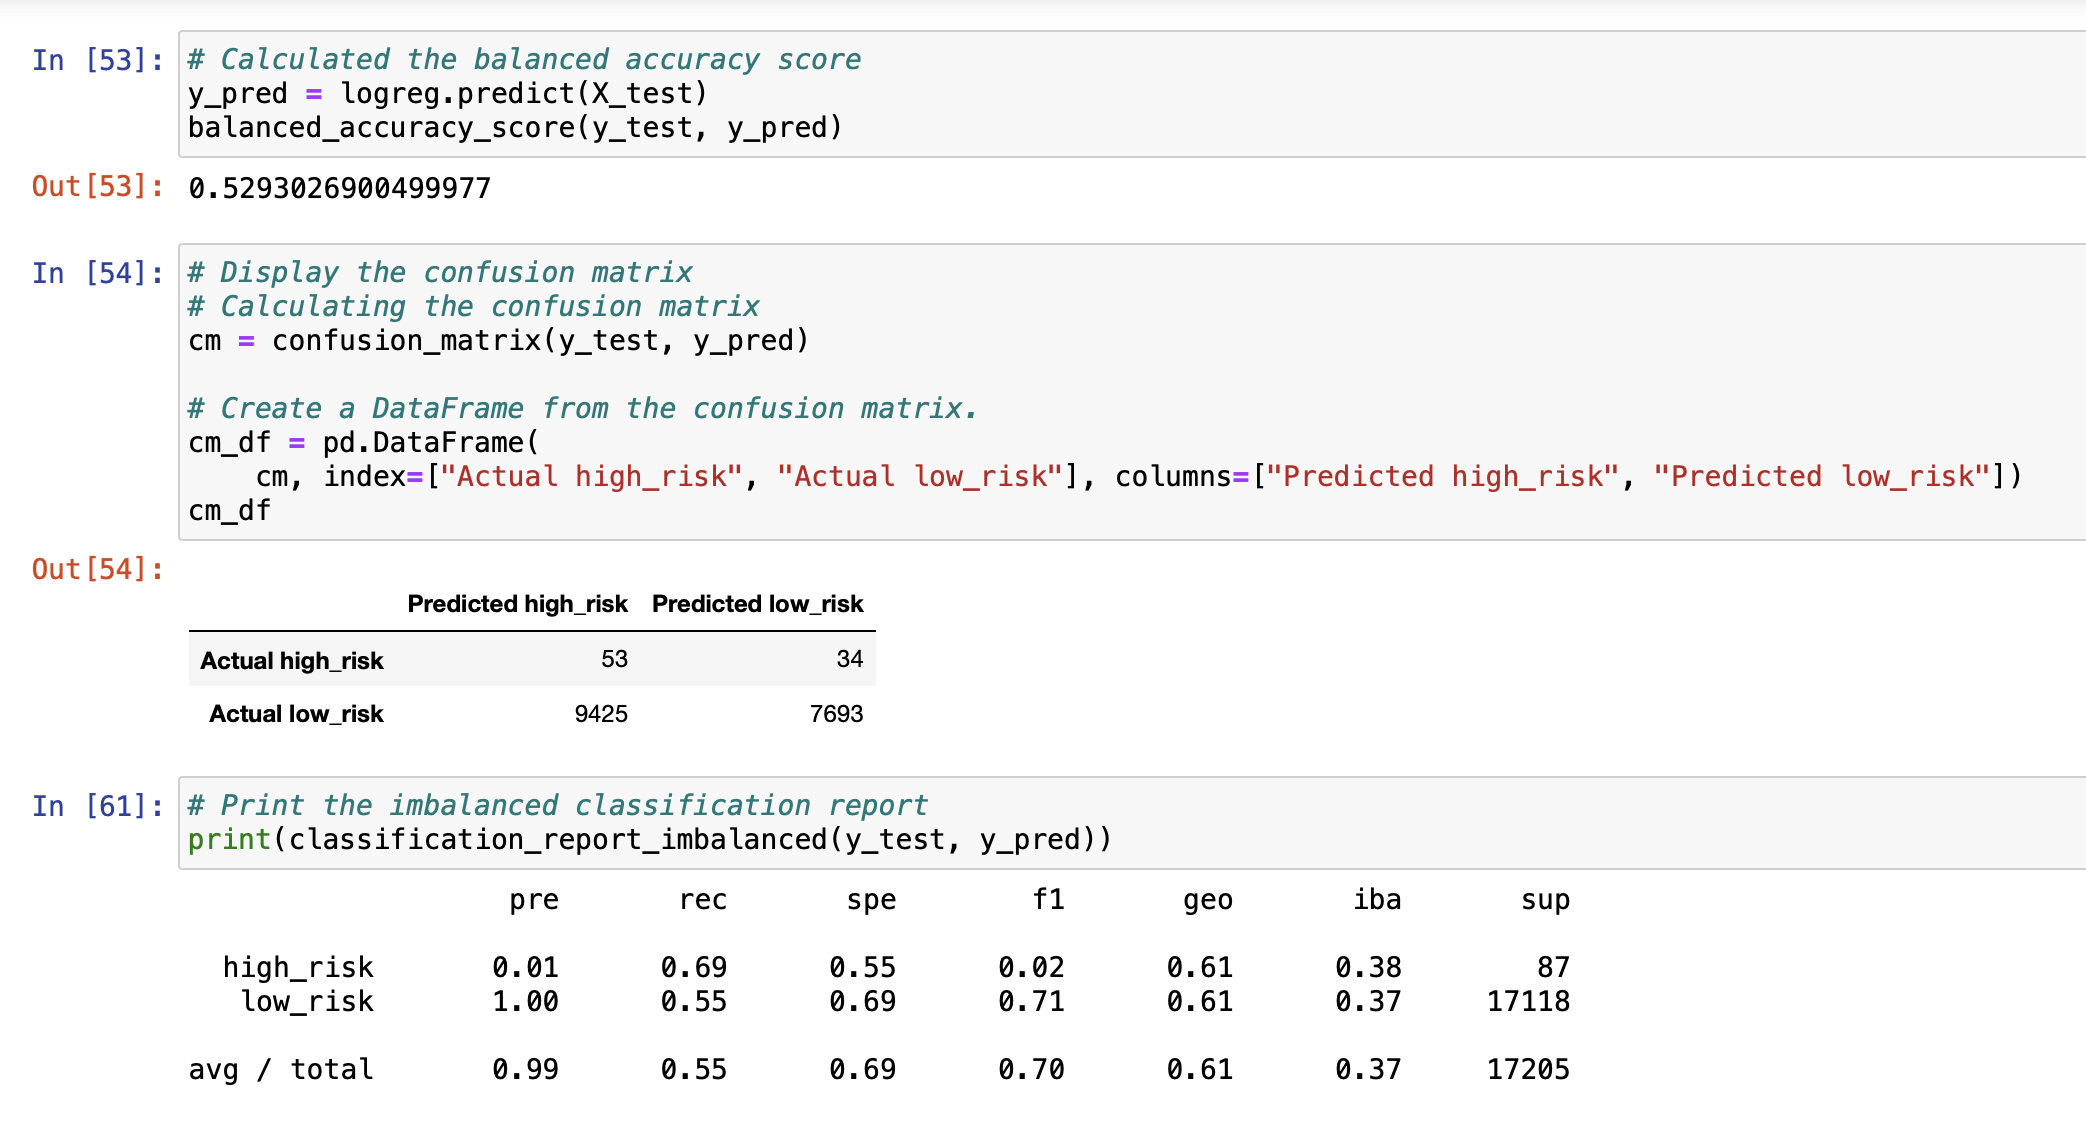 In [53]: # Calculated the balanced accuracy score
y_pred = logreg.predict(X_test)
balanced_accuracy_score(y_test, y_pred)
Out[53]: 0.5293026900499977
In [54]: # Display the confusion matrix
# Calculating the confusion matrix
cm = confusion_matrix(y_test, y_pred)
# Create a DataFrame from the confusion matrix.
cm_df = pd.DataFrame(
    cm, index=["Actual high_risk", "Actual low_risk"], columns=["Predicted high_risk", "Predicted low_risk"])
cm_df
Out[54]:
Predicted high_risk Predicted low_risk
Actual high_risk 53 34
Actual low_risk 9425 7693
In [61]: # Print the imbalanced classification report
print(classification_report_imbalanced(y_test, y_pred))
pre rec spe f1 geo iba sup
high_risk 0.01 0.69 0.55 0.02 0.61 0.38 87
low_risk 1.00 0.55 0.69 0.71 0.61 0.37 17118
avg / total 0.99 0.55 0.69 0.70 0.61 0.37 17205